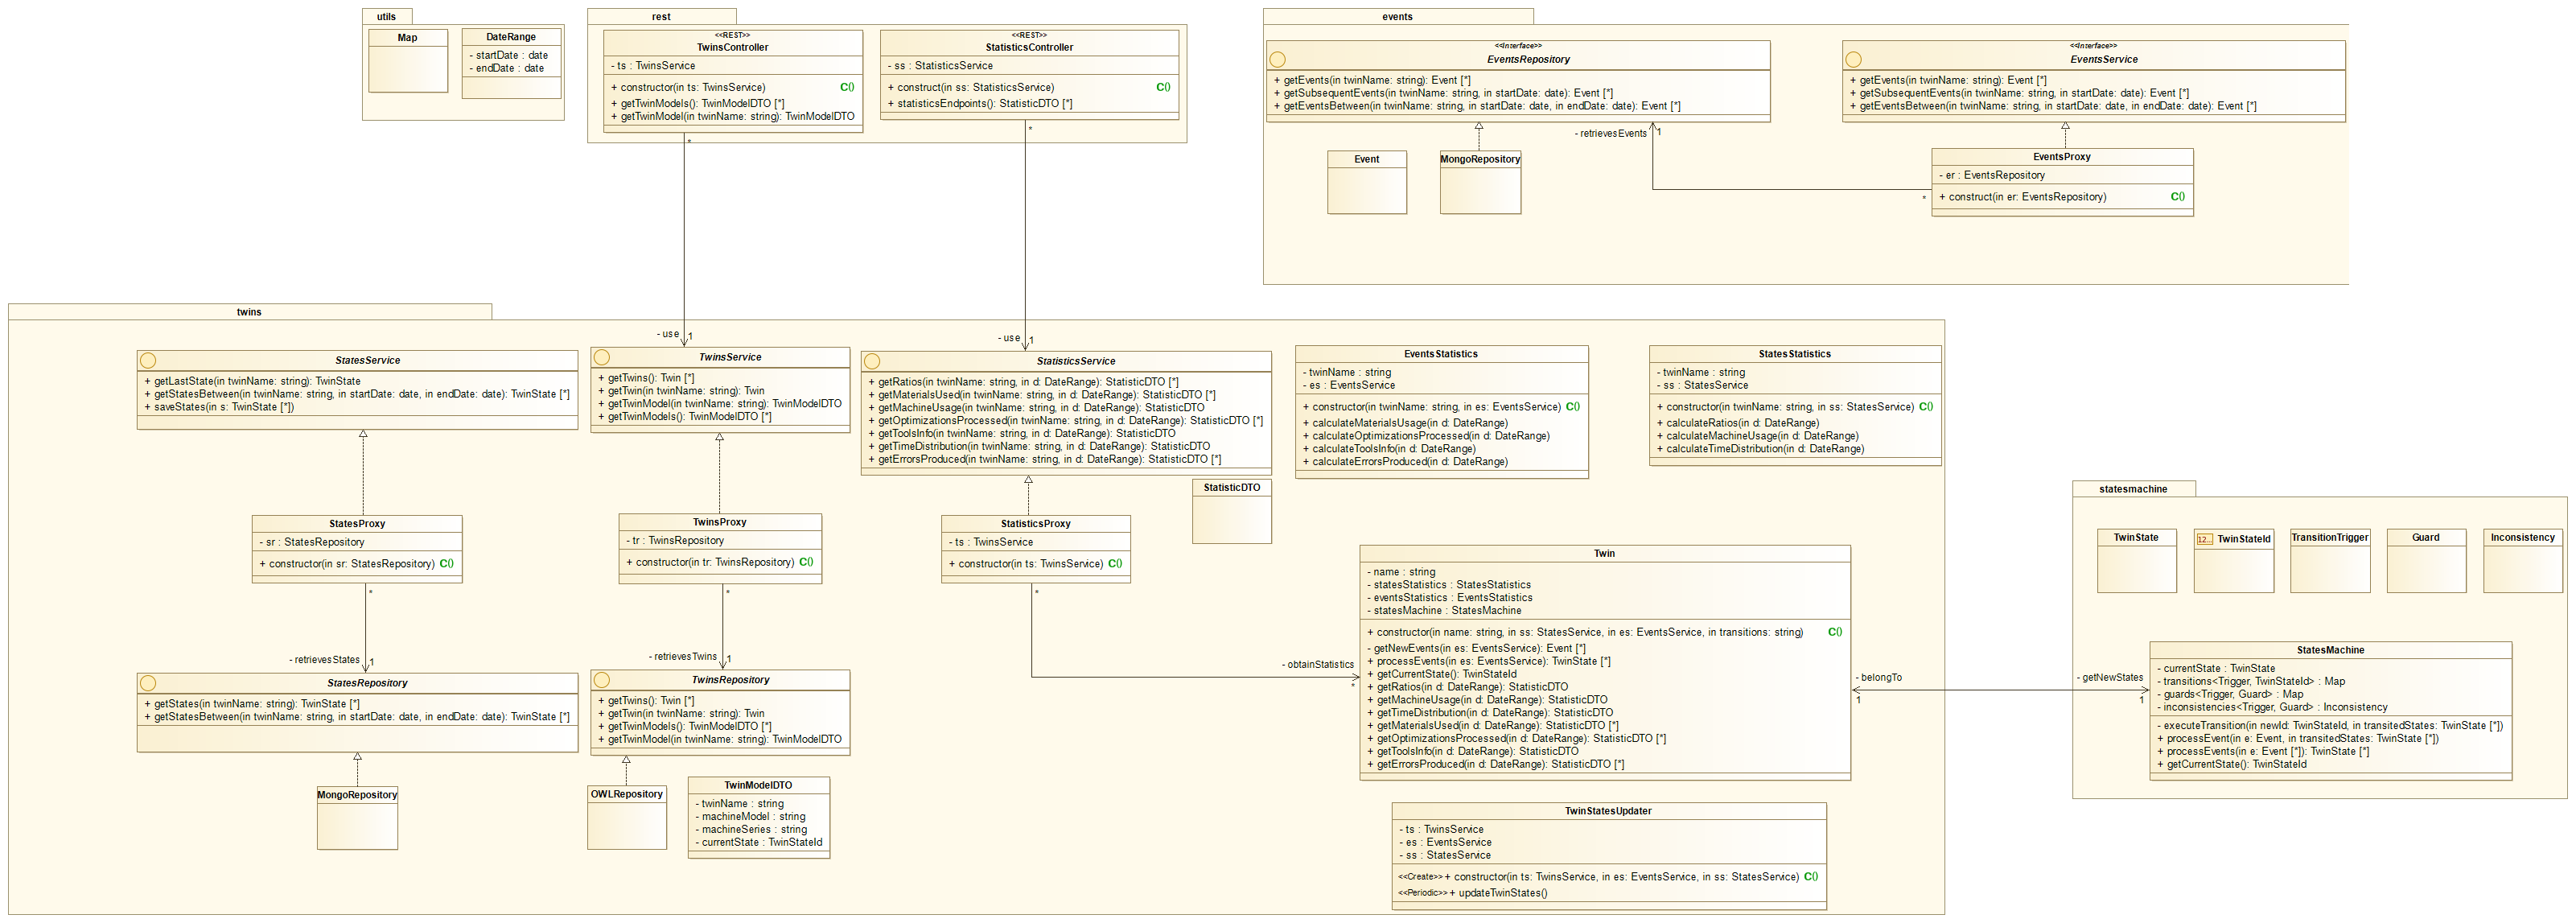 utils
Map
DateRange
- startDate : date
- endDate : date
rest
<<REST>>
TwinsController
- ts : TwinsService
+ constructor(in ts: TwinsService) C()
+ getTwinModels(): TwinModelDTO [*]
+ getTwinModel(in twinName: string): TwinModelDTO
<<REST>>
StatisticsController
- ss : StatisticsService
+ construct(in ss: StatisticsService) C()
+ statisticsEndpoints(): StatisticDTO [*]
*
*
- use
1
- use
1
events
<<Interface>>
EventsRepository
+ getEvents(in twinName: string): Event [*]
+ getSubsequentEvents(in twinName: string, in startDate: date): Event [*]
+ getEventsBetween(in twinName: string, in startDate: date, in endDate: date): Event [*]
<<Interface>>
EventsService
+ getEvents(in twinName: string): Event [*]
+ getSubsequentEvents(in twinName: string, in startDate: date): Event [*]
+ getEventsBetween(in twinName: string, in startDate: date, in endDate: date): Event [*]
- retrievesEvents
1
Event
MongoRepository
EventsProxy
- er : EventsRepository
+ construct(in er: EventsRepository) C()
*
twins
StatesService
+ getLastState(in twinName: string): TwinState
+ getStatesBetween(in twinName: string, in startDate: date, in endDate: date): TwinState [*]
+ saveStates(in s: TwinState [*])
TwinsService
+ getTwins(): Twin [*]
+ getTwin(in twinName: string): Twin
+ getTwinModel(in twinName: string): TwinModelDTO
+ getTwinModels(): TwinModelDTO [*]
StatisticsService
+ getRatios(in twinName: string, in d: DateRange): StatisticDTO [*]
+ getMaterialsUsed(in twinName: string, in d: DateRange): StatisticDTO [*]
+ getMachineUsage(in twinName: string, in d: DateRange): StatisticDTO
+ getOptimizationsProcessed(in twinName: string, in d: DateRange): StatisticDTO [*]
+ getToolsInfo(in twinName: string, in d: DateRange): StatisticDTO
+ getTimeDistribution(in twinName: string, in d: DateRange): StatisticDTO
+ getErrorsProduced(in twinName: string, in d: DateRange): StatisticDTO [*]
EventsStatistics
- twinName : string
- es : EventsService
+ constructor(in twinName: string, in es: EventsService) C()
+ calculateMaterialsUsage(in d: DateRange)
+ calculateOptimizationsProcessed(in d: DateRange)
+ calculateToolsInfo(in d: DateRange)
+ calculateErrorsProduced(in d: DateRange)
StatesStatistics
- twinName : string
- ss : StatesService
+ constructor(in twinName: string, in ss: StatesService) C()
+ calculateRatios(in d: DateRange)
+ calculateMachineUsage(in d: DateRange)
+ calculateTimeDistribution(in d: DateRange)
StatisticDTO
StatesProxy
- sr : StatesRepository
+ constructor(in sr: StatesRepository) C()
*
TwinsProxy
- tr : TwinsRepository
+ constructor(in tr: TwinsRepository) C()
*
StatisticsProxy
- ts : TwinsService
+ constructor(in ts: TwinsService) C()
*
- retrievesStates
1
- retrievesTwins
1
- obtainStatistics
*
StatesRepository
+ getStates(in twinName: string): TwinState [*]
+ getStatesBetween(in twinName: string, in startDate: date, in endDate: date): TwinState [*]
TwinsRepository
+ getTwins(): Twin [*]
+ getTwin(in twinName: string): Twin
+ getTwinModels(): TwinModelDTO [*]
+ getTwinModel(in twinName: string): TwinModelDTO
MongoRepository
OWLRepository
TwinModelDTO
- twinName : string
- machineModel : string
- machineSeries : string
- currentState : TwinStateId
Twin
- name : string
- statesStatistics : StatesStatistics
- eventsStatistics : EventsStatistics
- statesMachine : StatesMachine
+ constructor(in name: string, in ss: StatesService, in es: EventsService, in transitions: string) C()
- getNewEvents(in es: EventsService): Event [*]
+ processEvents(in es: EventsService): TwinState [*]
+ getCurrentState(): TwinStateId
+ getRatios(in d: DateRange): StatisticDTO
+ getMachineUsage(in d: DateRange): StatisticDTO
+ getTimeDistribution(in d: DateRange): StatisticDTO
+ getMaterialsUsed(in d: DateRange): StatisticDTO [*]
+ getOptimizationsProcessed(in d: DateRange): StatisticDTO [*]
+ getToolsInfo(in d: DateRange): StatisticDTO
+ getErrorsProduced(in d: DateRange): StatisticDTO [*]
TwinStatesUpdater
- ts : TwinsService
- es : EventsService
- ss : StatesService
<<Create>> + constructor(in ts: TwinsService, in es: EventsService, in ss: StatesService) C()
<<Periodic>> + updateTwinStates()
- belongTo
1
- getNewStates
1
statesmachine
TwinState
12... TwinStateId
TransitionTrigger
Guard
Inconsistency
StatesMachine
- currentState : TwinState
- transitions<Trigger, TwinStateId> : Map
- guards<Trigger, Guard> : Map
- inconsistencies<Trigger, Guard> : Inconsistency
- executeTransition(in newId: TwinStateId, in transitedStates: TwinState [*])
+ processEvent(in e: Event, in transitedStates: TwinState [*])
+ processEvents(in e: Event [*]): TwinState [*]
+ getCurrentState(): TwinStateId